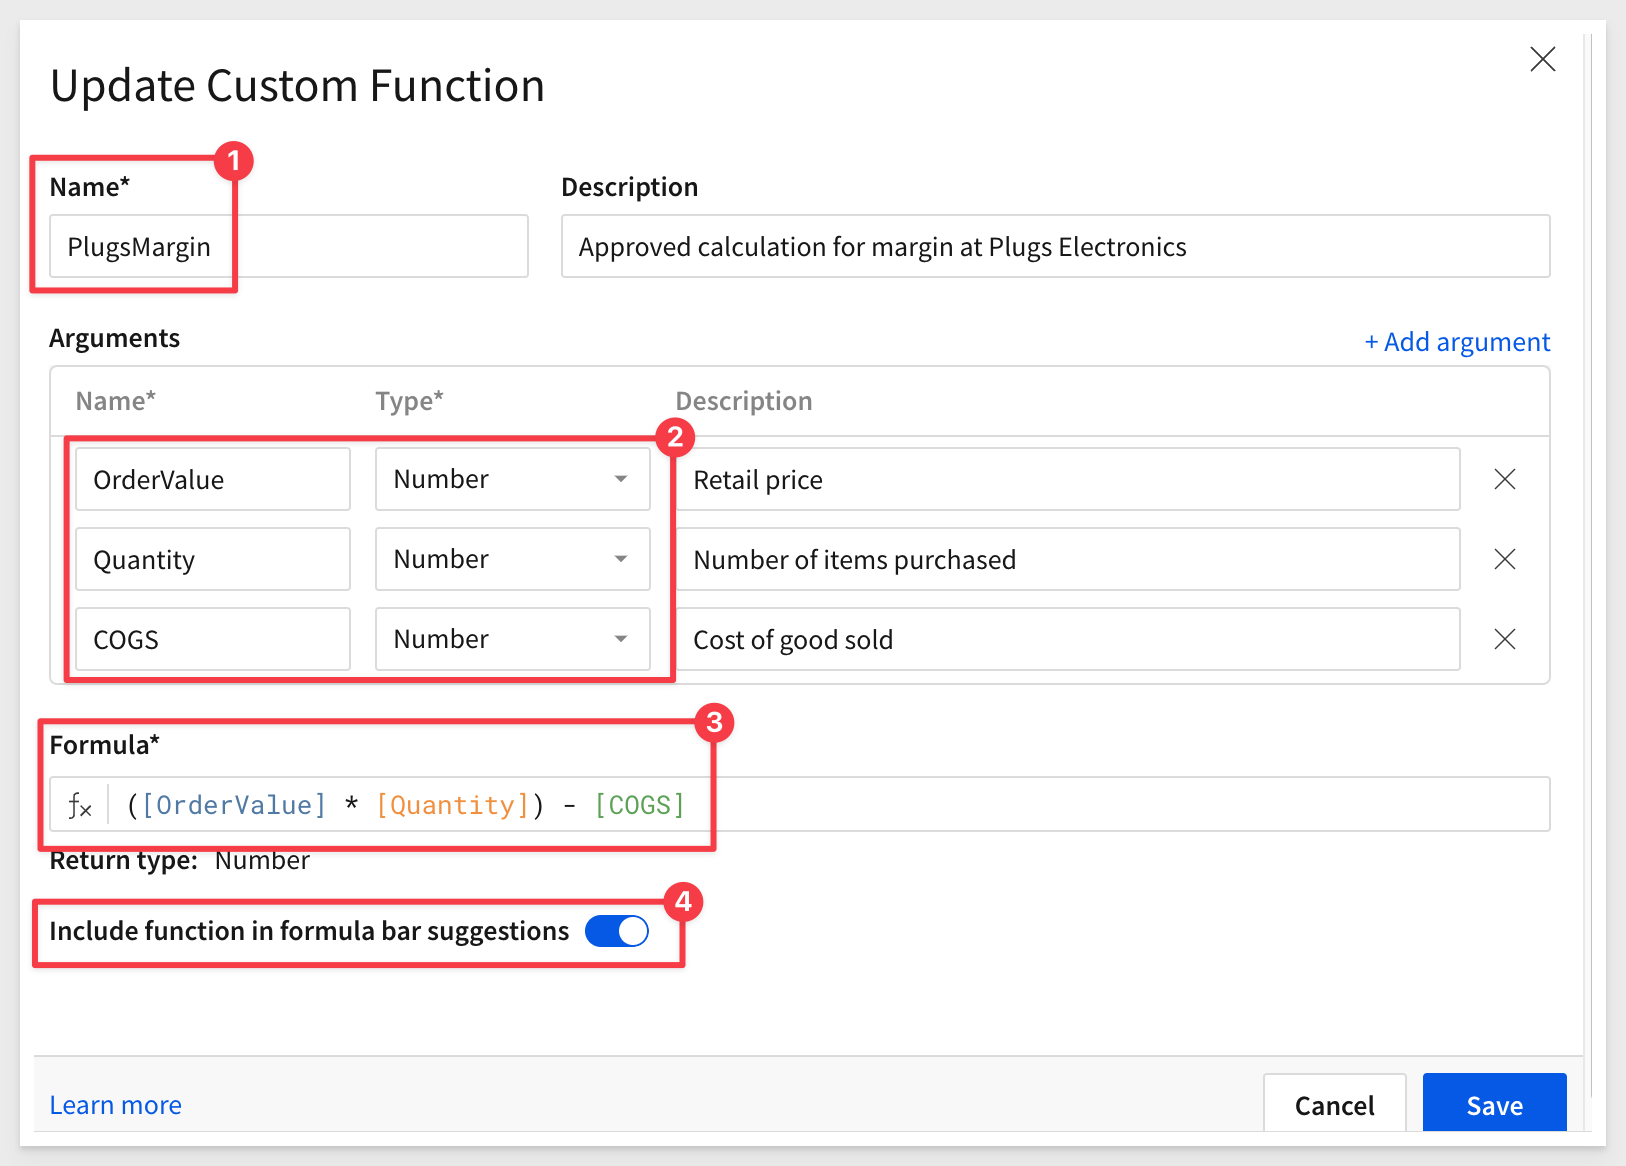 Update Custom Function
1
Name*
Description
PlugsMargin
Approved calculation for margin at Plugs Electronics
Arguments
+ Add argument
Name* Type* Description
2
OrderValue Number Retail price
Quantity Number Number of items purchased
COGS Number Cost of good sold
3
Formula*
fx ([OrderValue] * [Quantity]) - [COGS]
Return type: Number
4
Include function in formula bar suggestions
Learn more
Cancel
Save